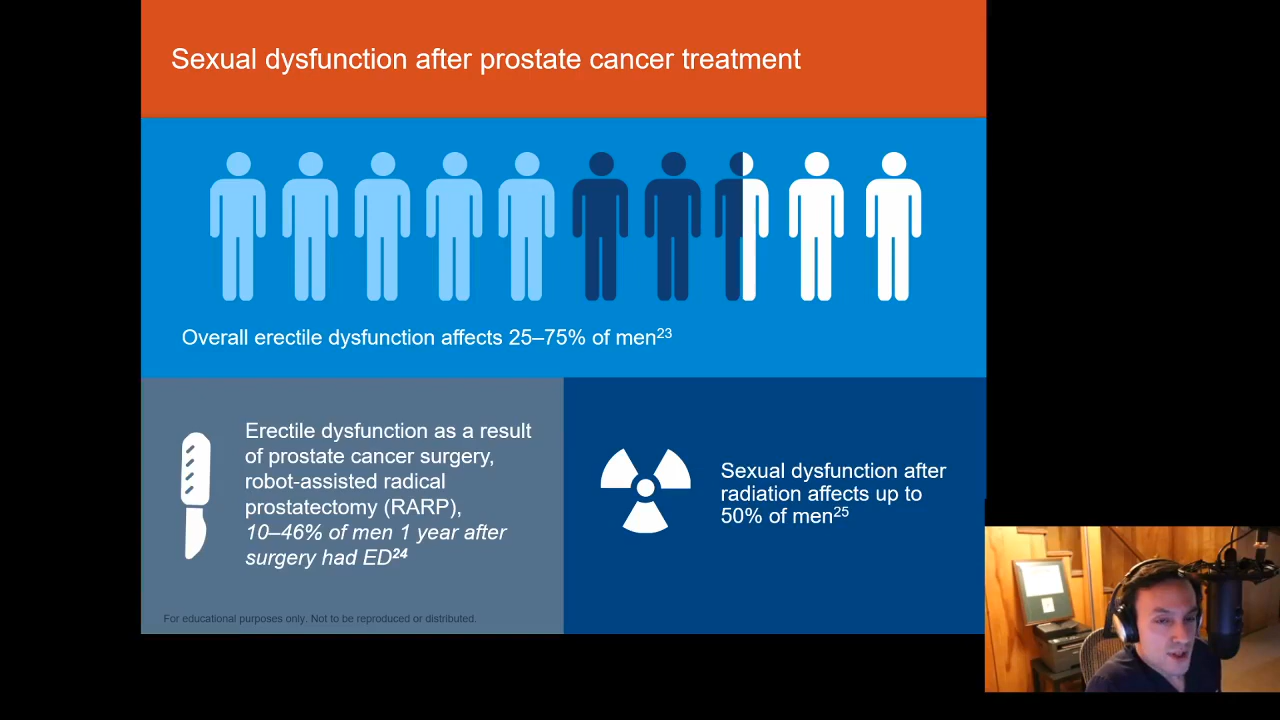 Sexual dysfunction after prostate cancer treatment
Overall erectile dysfunction affects 25–75% of men²³
Erectile dysfunction as a result
of prostate cancer surgery,
robot-assisted radical
prostatectomy (RARP),
10–46% of men 1 year after
surgery had ED²⁴
Sexual dysfunction after
radiation affects up to
50% of men²⁵
For educational purposes only. Not to be reproduced or distributed.